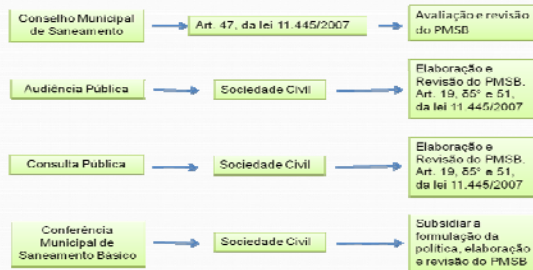 Conselho Municipal
de Saneamento
Art. 47, da lei 11.445/2007
Avaliação e revisão
do PMSB
Audiência Pública
Sociedade Civil
Elaboração e
Revisão do PMSB.
Art. 19, §5° e 51,
da lei 11.445/2007
Consulta Pública
Sociedade Civil
Elaboração e
Revisão do PMSB.
Art. 19, §5° e 51,
da lei 11.445/2007
Conferência
Municipal de
Saneamento Básico
Sociedade Civil
Subsidiar a
formulação da
política, elaboração
e revisão do PMSB